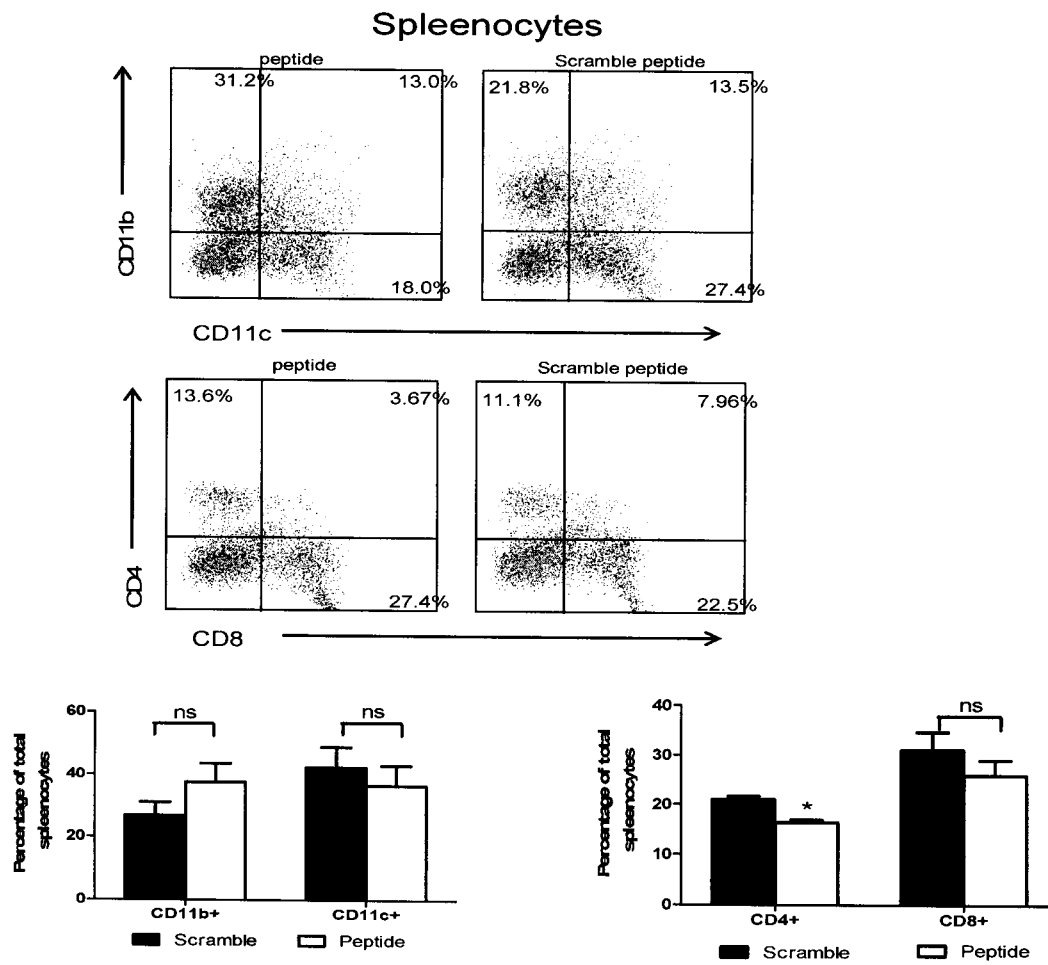 Spleenocytes
peptide
Scramble peptide
31.2%
13.0%
21.8%
13.5%
CD11b
18.0%
27.4%
CD11c
peptide
Scramble peptide
13.6%
3.67%
11.1%
7.96%
CD4
27.4%
22.5%
CD8
Percentage of total
spleenocytes
60
40
20
0
ns
ns
CD11b+
CD11c+
Scramble
Peptide
Percentage of total
spleenocytes
40
30
20
10
0
*
ns
CD4+
CD8+
Scramble
Peptide